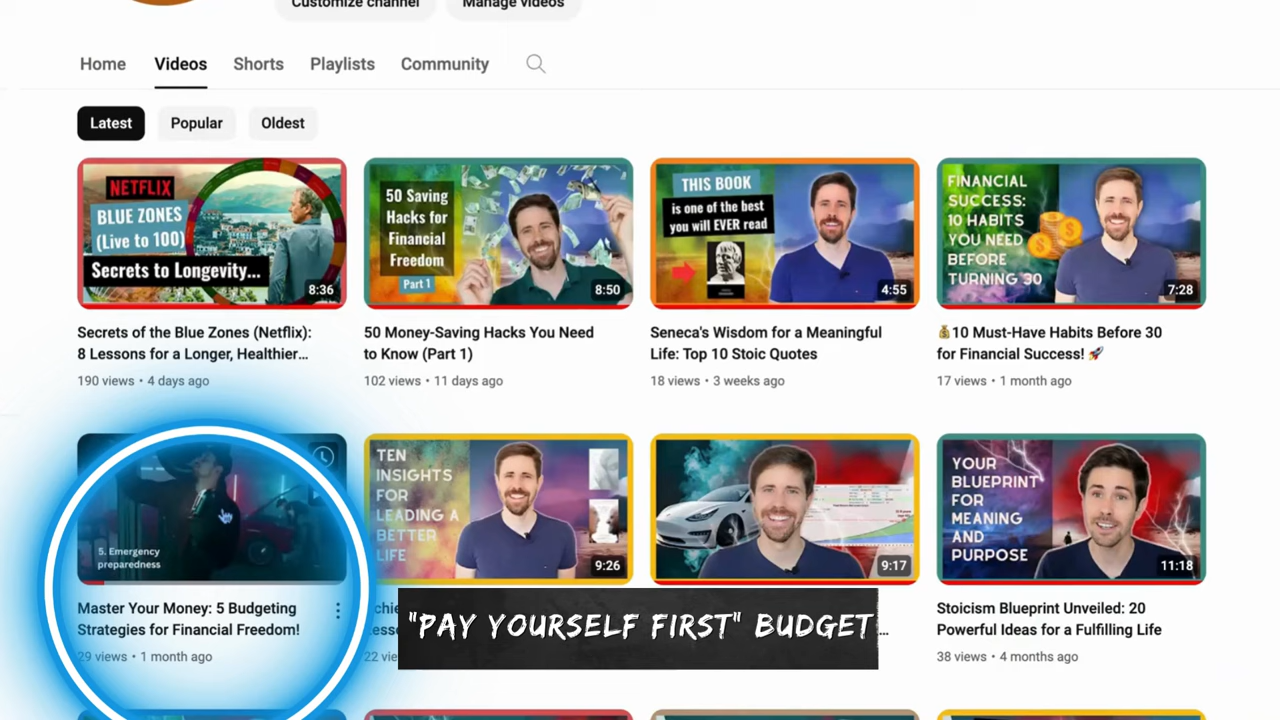 Customize channel
Manage videos
Home
Videos
Shorts
Playlists
Community
Latest
Popular
Oldest
NETFLIX
BLUE ZONES
(Live to 100)
Secrets to Longevity...
8:36
Secrets of the Blue Zones (Netflix):
8 Lessons for a Longer, Healthier...
190 views • 4 days ago
50 Saving
Hacks for
Financial
Freedom
Part 1
8:50
50 Money-Saving Hacks You Need
to Know (Part 1)
102 views • 11 days ago
THIS BOOK
is one of the best
you will EVER read
4:55
Seneca's Wisdom for a Meaningful
Life: Top 10 Stoic Quotes
18 views • 3 weeks ago
FINANCIAL
SUCCESS:
10 HABITS
YOU NEED
BEFORE
TURNING 30
7:28
💰10 Must-Have Habits Before 30
for Financial Success! 🚀
17 views • 1 month ago
5. Emergency
preparedness
Master Your Money: 5 Budgeting
Strategies for Financial Freedom!
29 views • 1 month ago
TEN
INSIGHTS
FOR
LEADING A
BETTER
LIFE
9:26
22
9:17
...
YOUR
BLUEPRINT
FOR
MEANING
AND
PURPOSE
11:18
Stoicism Blueprint Unveiled: 20
Powerful Ideas for a Fulfilling Life
38 views • 4 months ago
"PAY YOURSELF FIRST" BUDGET